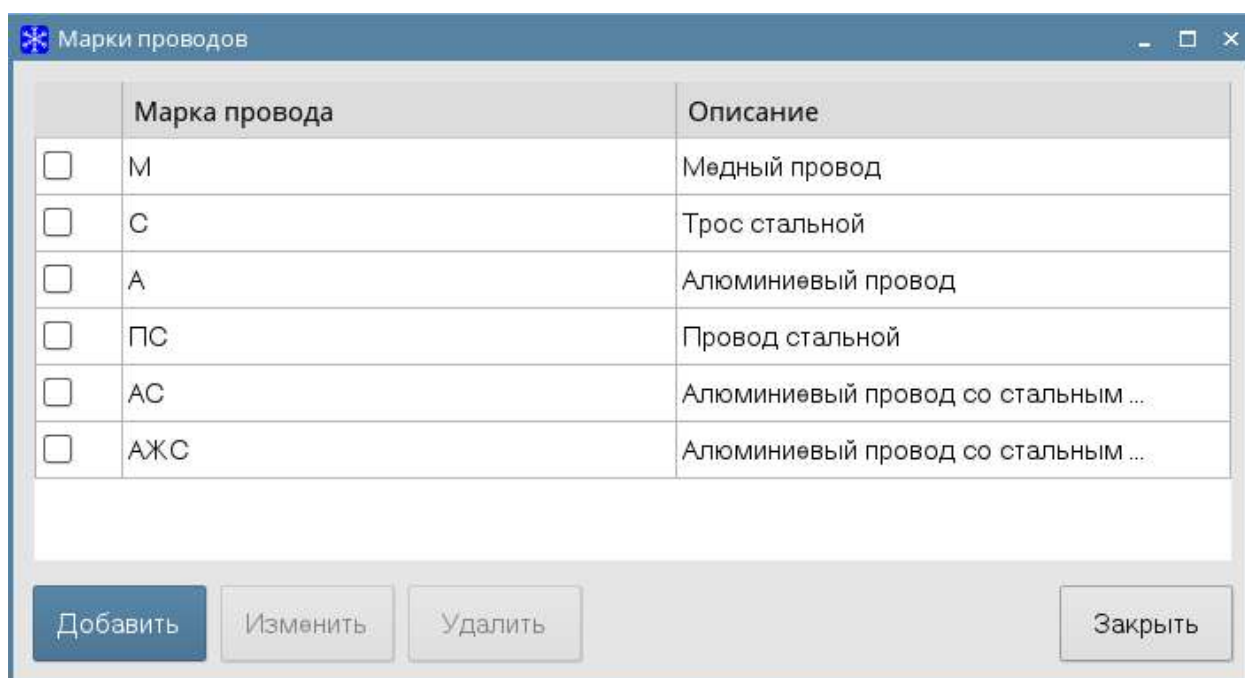 Марки проводов
Марка провода Описание
М Медный провод
С Трос стальной
А Алюминиевый провод
ПС Провод стальной
АС Алюминиевый провод со стальным ...
АЖС Алюминиевый провод со стальным ...
Добавить Изменить Удалить Закрыть